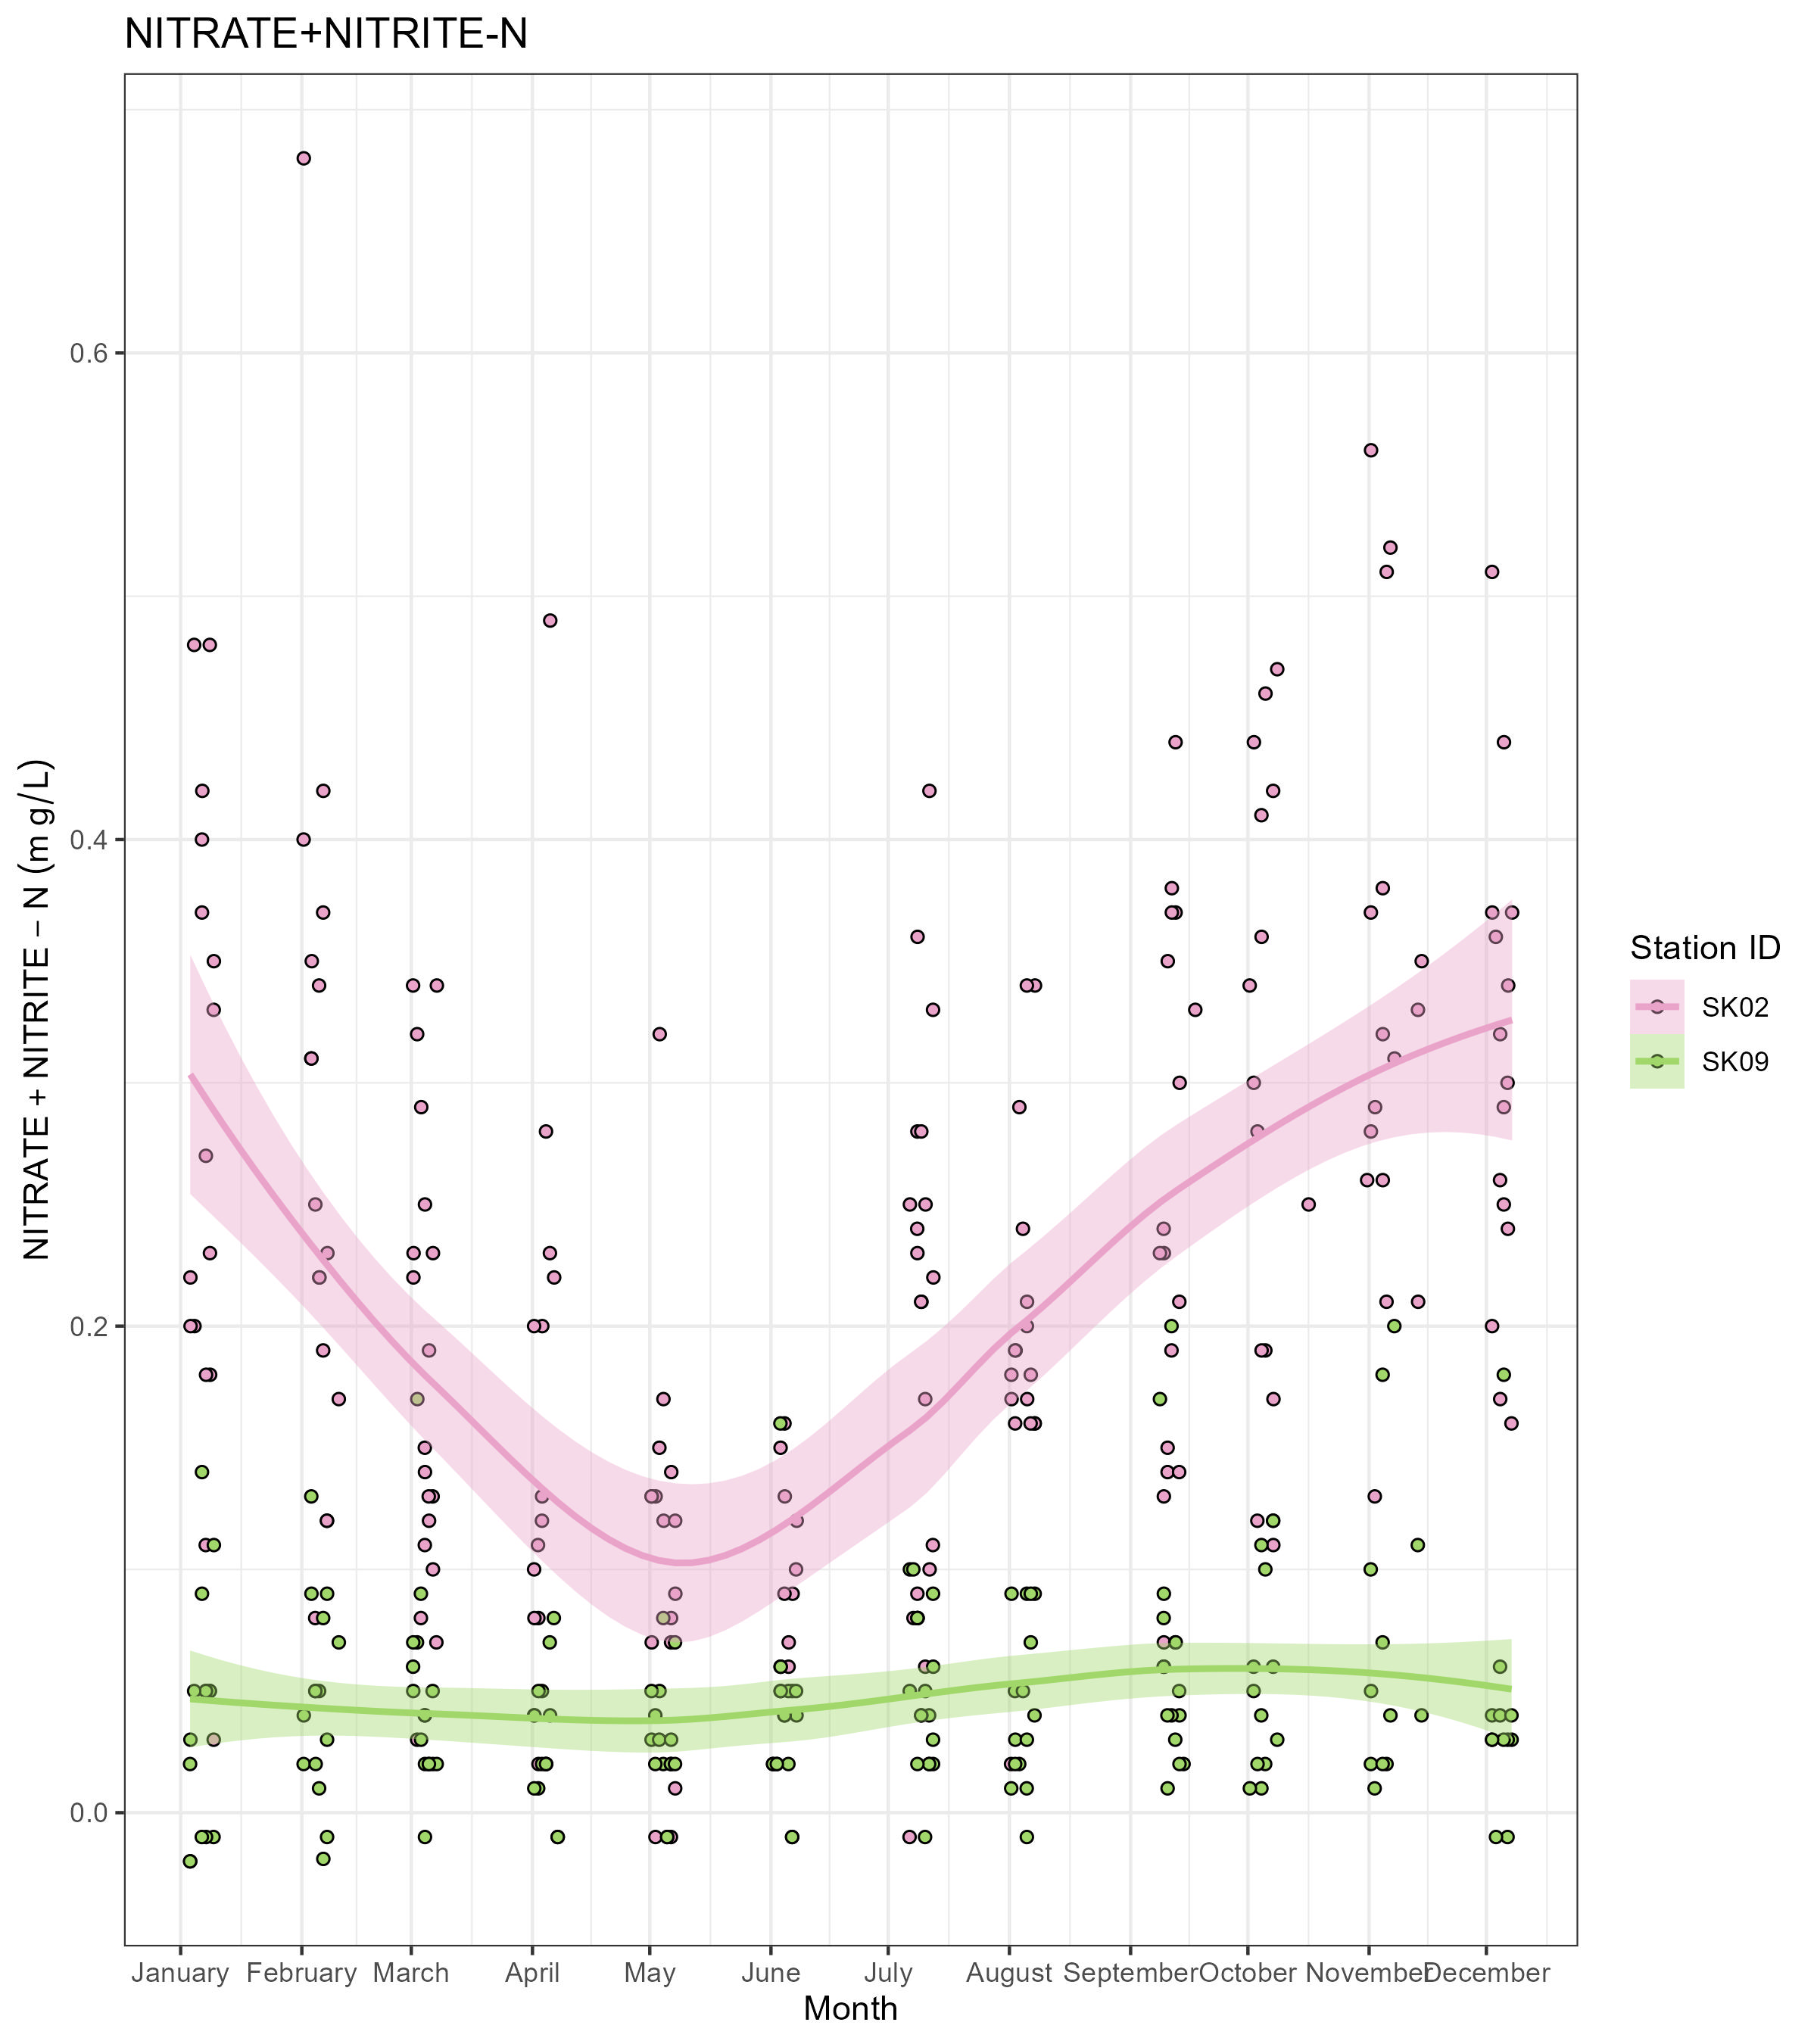 NITRATE+NITRITE-N
NITRATE + NITRITE − N (mg/L)
0.6
0.4
0.2
0.0
January February March April May June July August September October November December
Month
Station ID
SK02
SK09